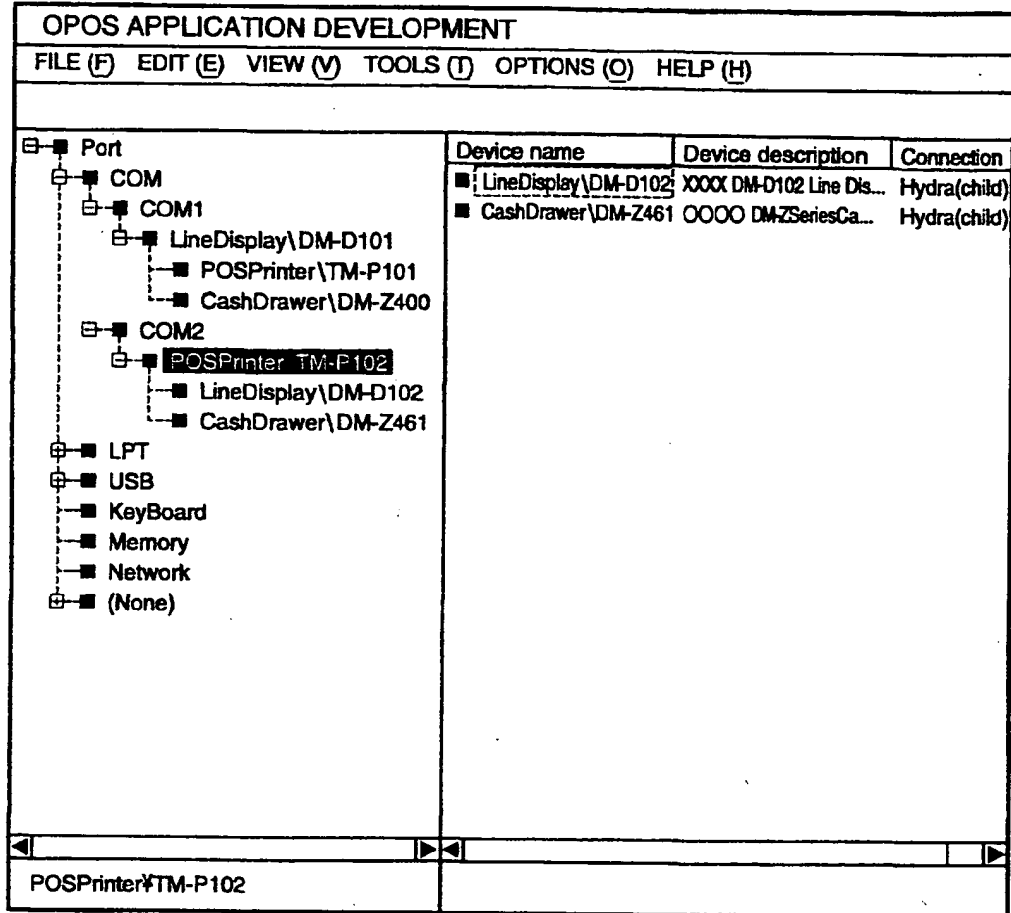 OPOS APPLICATION DEVELOPMENT
FILE (F) EDIT (E) VIEW (V) TOOLS (T) OPTIONS (O) HELP (H)
Port
COM
COM1
LineDisplay\DM-D101
POSPrinter\TM-P101
CashDrawer\DM-Z400
COM2
POSPrinter TM-P102
LineDisplay\DM-D102
CashDrawer\DM-Z461
LPT
USB
KeyBoard
Memory
Network
(None)
Device name Device description Connection
LineDisplay\DM-D102 XXXX DM-D102 Line Dis... Hydra(child)
CashDrawer\DM-Z461 OOOO DM-ZSeriesCa... Hydra(child)
POSPrinter¥TM-P102